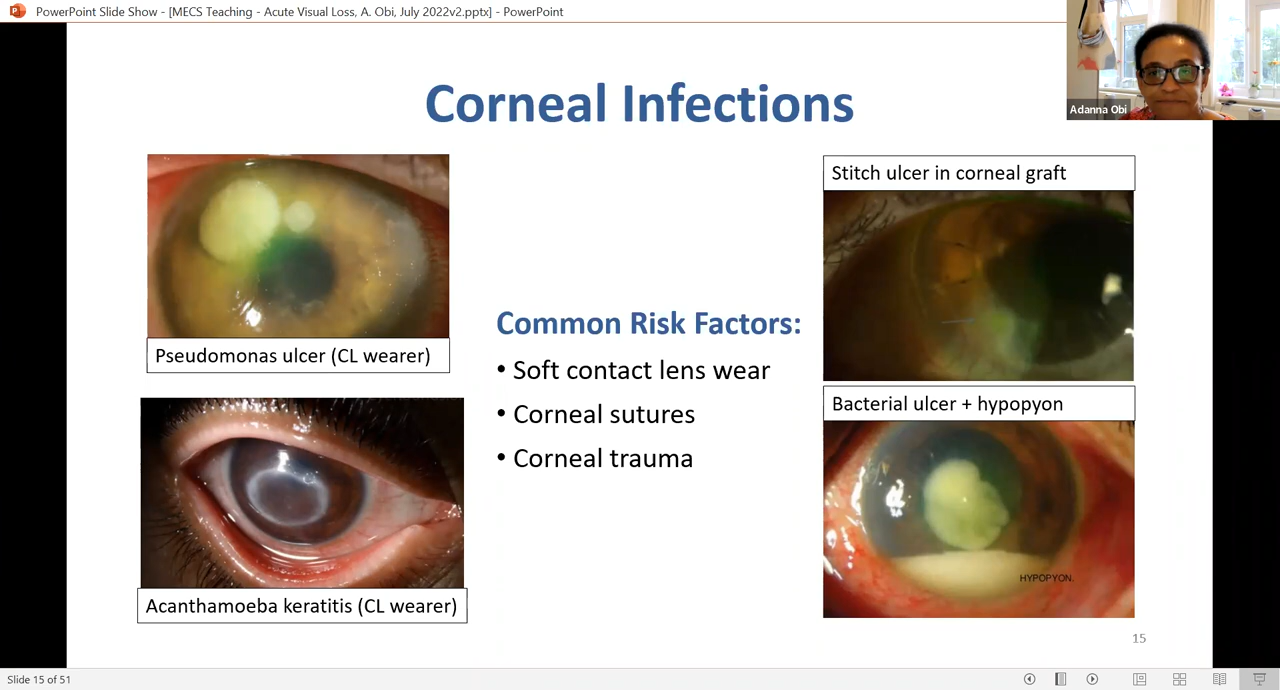 PowerPoint Slide Show - [MECS Teaching - Acute Visual Loss, A. Obi, July 2022v2.pptx] - PowerPoint
Adanna Obi
Corneal Infections
Pseudomonas ulcer (CL wearer)
Acanthamoeba keratitis (CL wearer)
Common Risk Factors:
• Soft contact lens wear
• Corneal sutures
• Corneal trauma
Stitch ulcer in corneal graft
Bacterial ulcer + hypopyon
HYPOPYON.
15
Slide 15 of 51